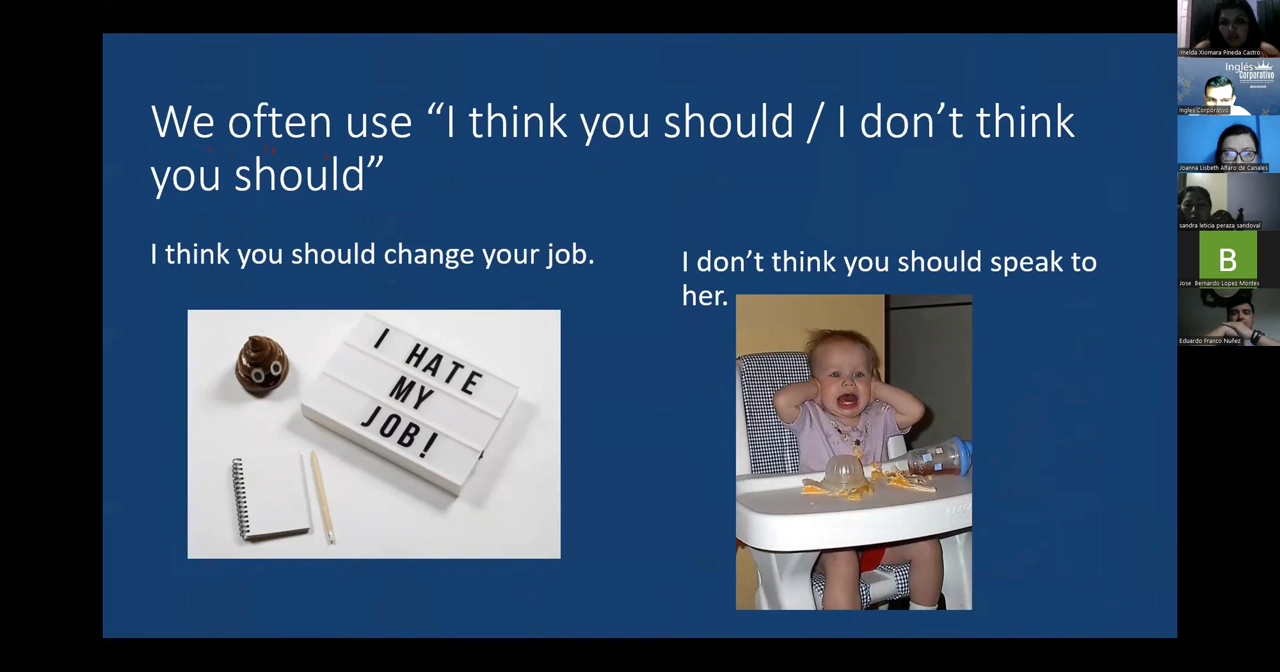 We often use “I think you should / I don’t think
you should”
I think you should change your job.
I don’t think you should speak to
her.
I HATE
MY
JOB!
Imelda Xiomara Pineda Castro
Inglés
Corporativo
Inglés Corporativo
Joanna Lisbeth Alfaro de Canales
sandra leticia peraza sandoval
B
Jose Bernardo Lopez Montes
Eduardo Franco Nuñez